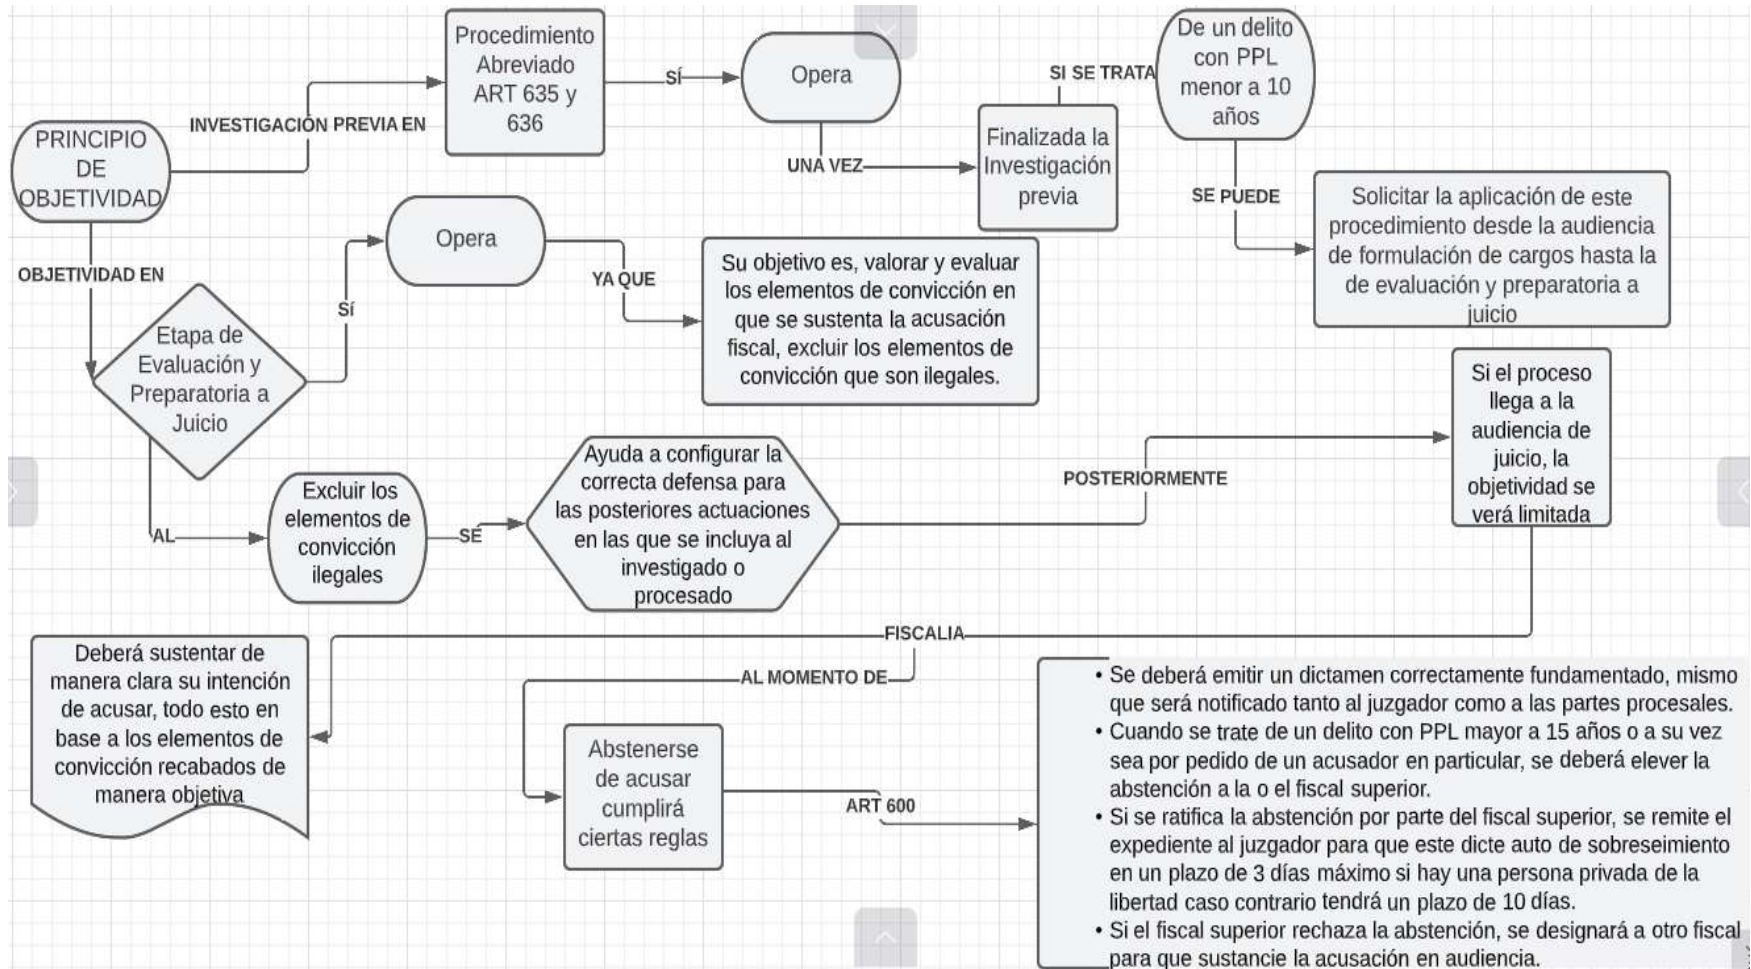 PRINCIPIO
DE
OBJETIVIDAD
INVESTIGACIÓN PREVIA EN
Procedimiento
Abreviado
ART 635 y
636
SÍ
Opera
UNA VEZ
Finalizada la
Investigación
previa
SI SE TRATA
De un delito
con PPL
menor a 10
años
SE PUEDE
Solicitar la aplicación de este
procedimiento desde la audiencia
de formulación de cargos hasta la
de evaluación y preparatoria a
juicio
OBJETIVIDAD EN
Etapa de
Evaluación y
Preparatoria a
Juicio
Sí
Opera
YA QUE
Su objetivo es, valorar y evaluar
los elementos de convicción en
que se sustenta la acusación
fiscal, excluir los elementos de
convicción que son ilegales.
AL
Excluir los
elementos de
convicción
ilegales
SE
Ayuda a configurar la
correcta defensa para
las posteriores actuaciones
en las que se incluya al
investigado o
procesado
POSTERIORMENTE
Si el proceso
llega a la
audiencia de
juicio, la
objetividad se
verá limitada
FISCALIA
Deberá sustentar de
manera clara su intención
de acusar, todo esto en
base a los elementos de
convicción recabados de
manera objetiva
AL MOMENTO DE
Abstenerse
de acusar
cumplirá
ciertas reglas
ART 600
• Se deberá emitir un dictamen correctamente fundamentado, mismo
que será notificado tanto al juzgador como a las partes procesales.
• Cuando se trate de un delito con PPL mayor a 15 años o a su vez
sea por pedido de un acusador en particular, se deberá elever la
abstención a la o el fiscal superior.
• Si se ratifica la abstención por parte del fiscal superior, se remite el
expediente al juzgador para que este dicte auto de sobreseimiento
en un plazo de 3 días máximo si hay una persona privada de la
libertad caso contrario tendrá un plazo de 10 días.
• Si el fiscal superior rechaza la abstención, se designará a otro fiscal
para que sustancie la acusación en audiencia.